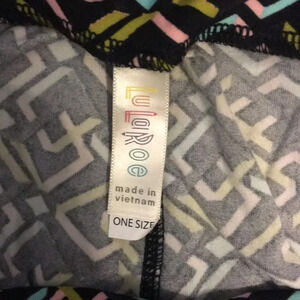 LuLaRoe
made in
vietnam
ONE SIZE